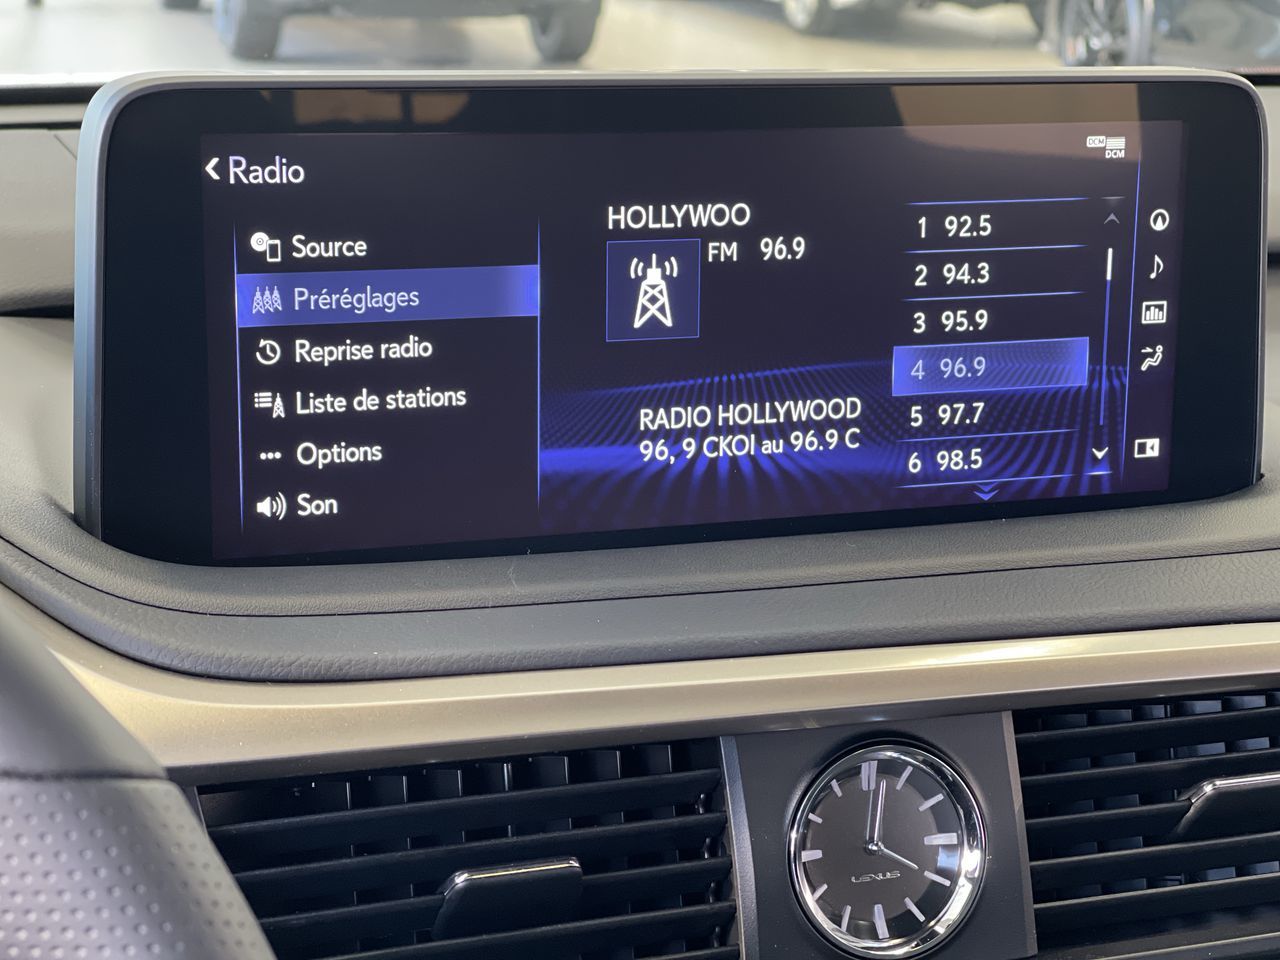 Radio
DCM
DCM
Source
Préréglages
Reprise radio
Liste de stations
Options
Son
HOLLYWOO
FM 96.9
RADIO HOLLYWOOD
96, 9 CKOI au 96.9 C
1 92.5
2 94.3
3 95.9
4 96.9
5 97.7
6 98.5
LEXUS